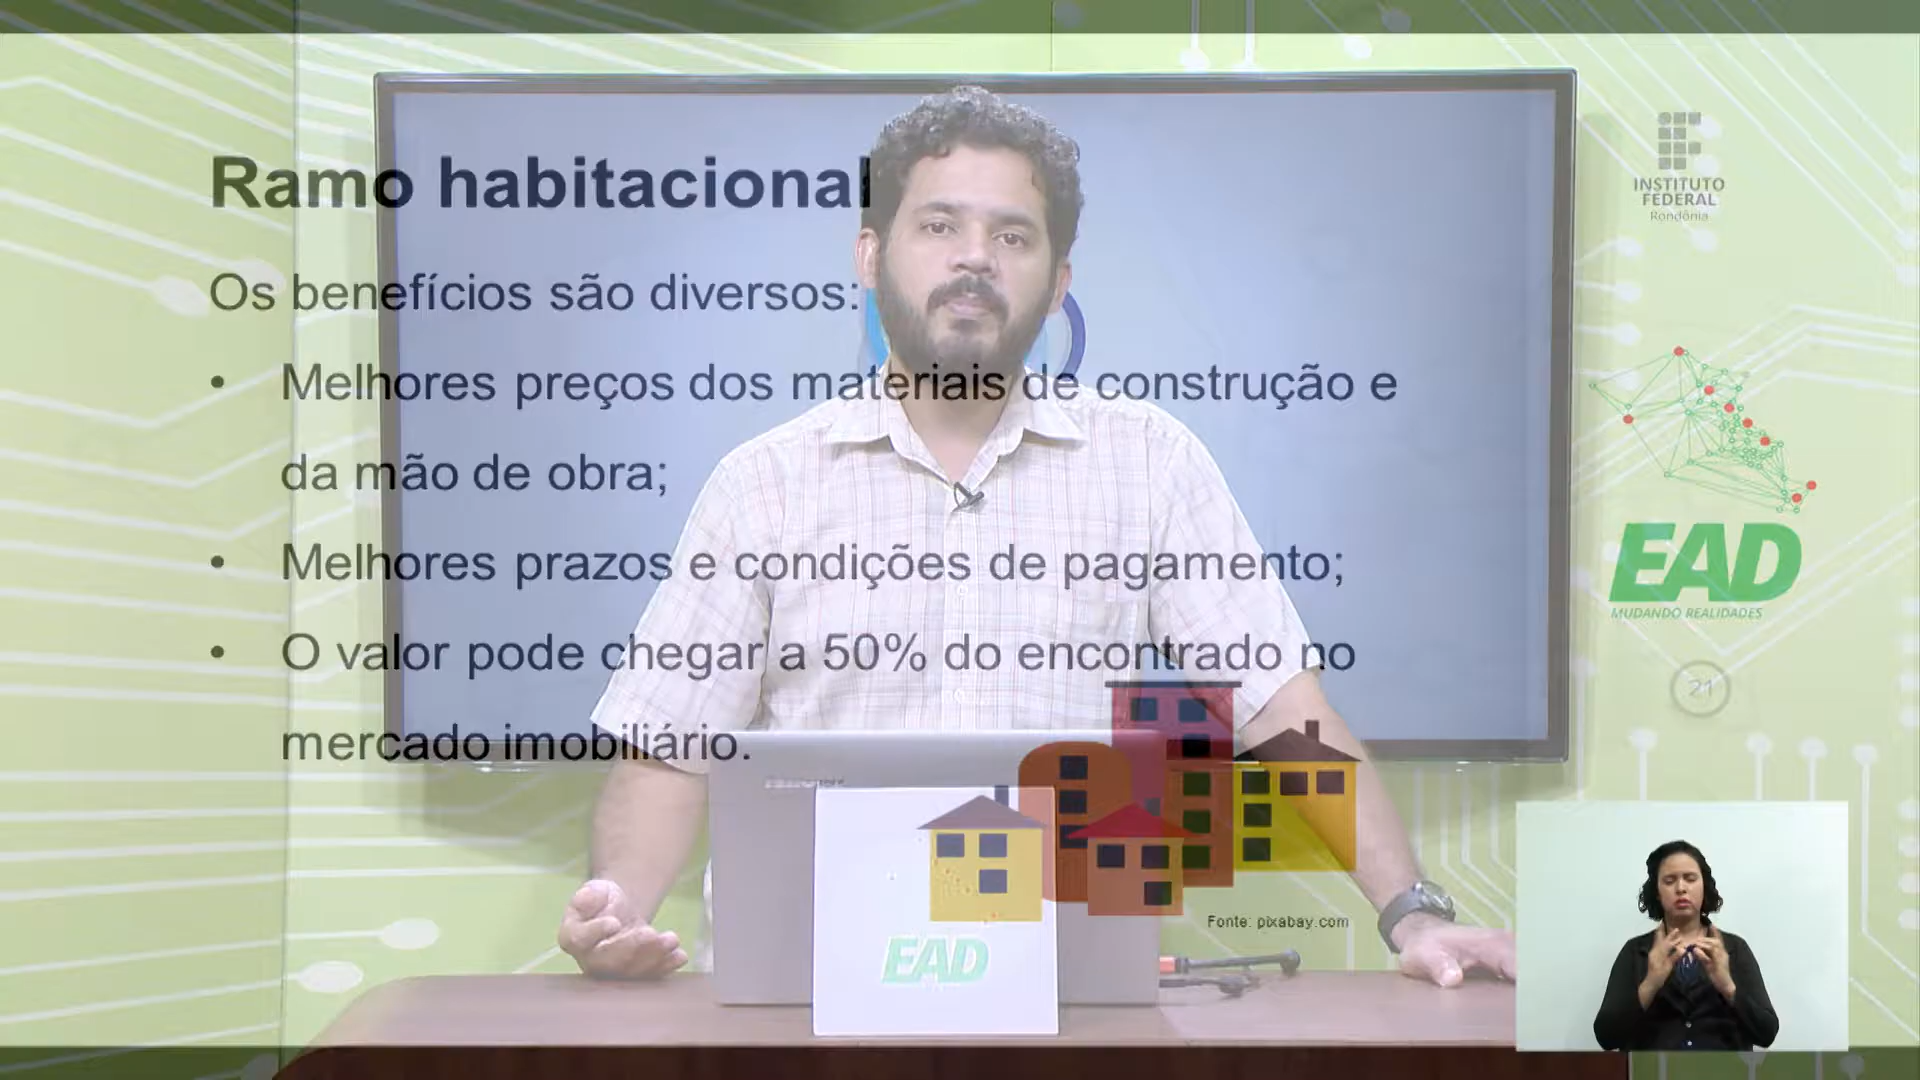 Ramo habitacional
Os benefícios são diversos:
• Melhores preços dos materiais de construção e
da mão de obra;
• Melhores prazos e condições de pagamento;
• O valor pode chegar a 50% do encontrado no
mercado imobiliário.
Fonte: pixabay.com
INSTITUTO
FEDERAL
Rondônia
EAD
MUDANDO REALIDADES
21
EAD